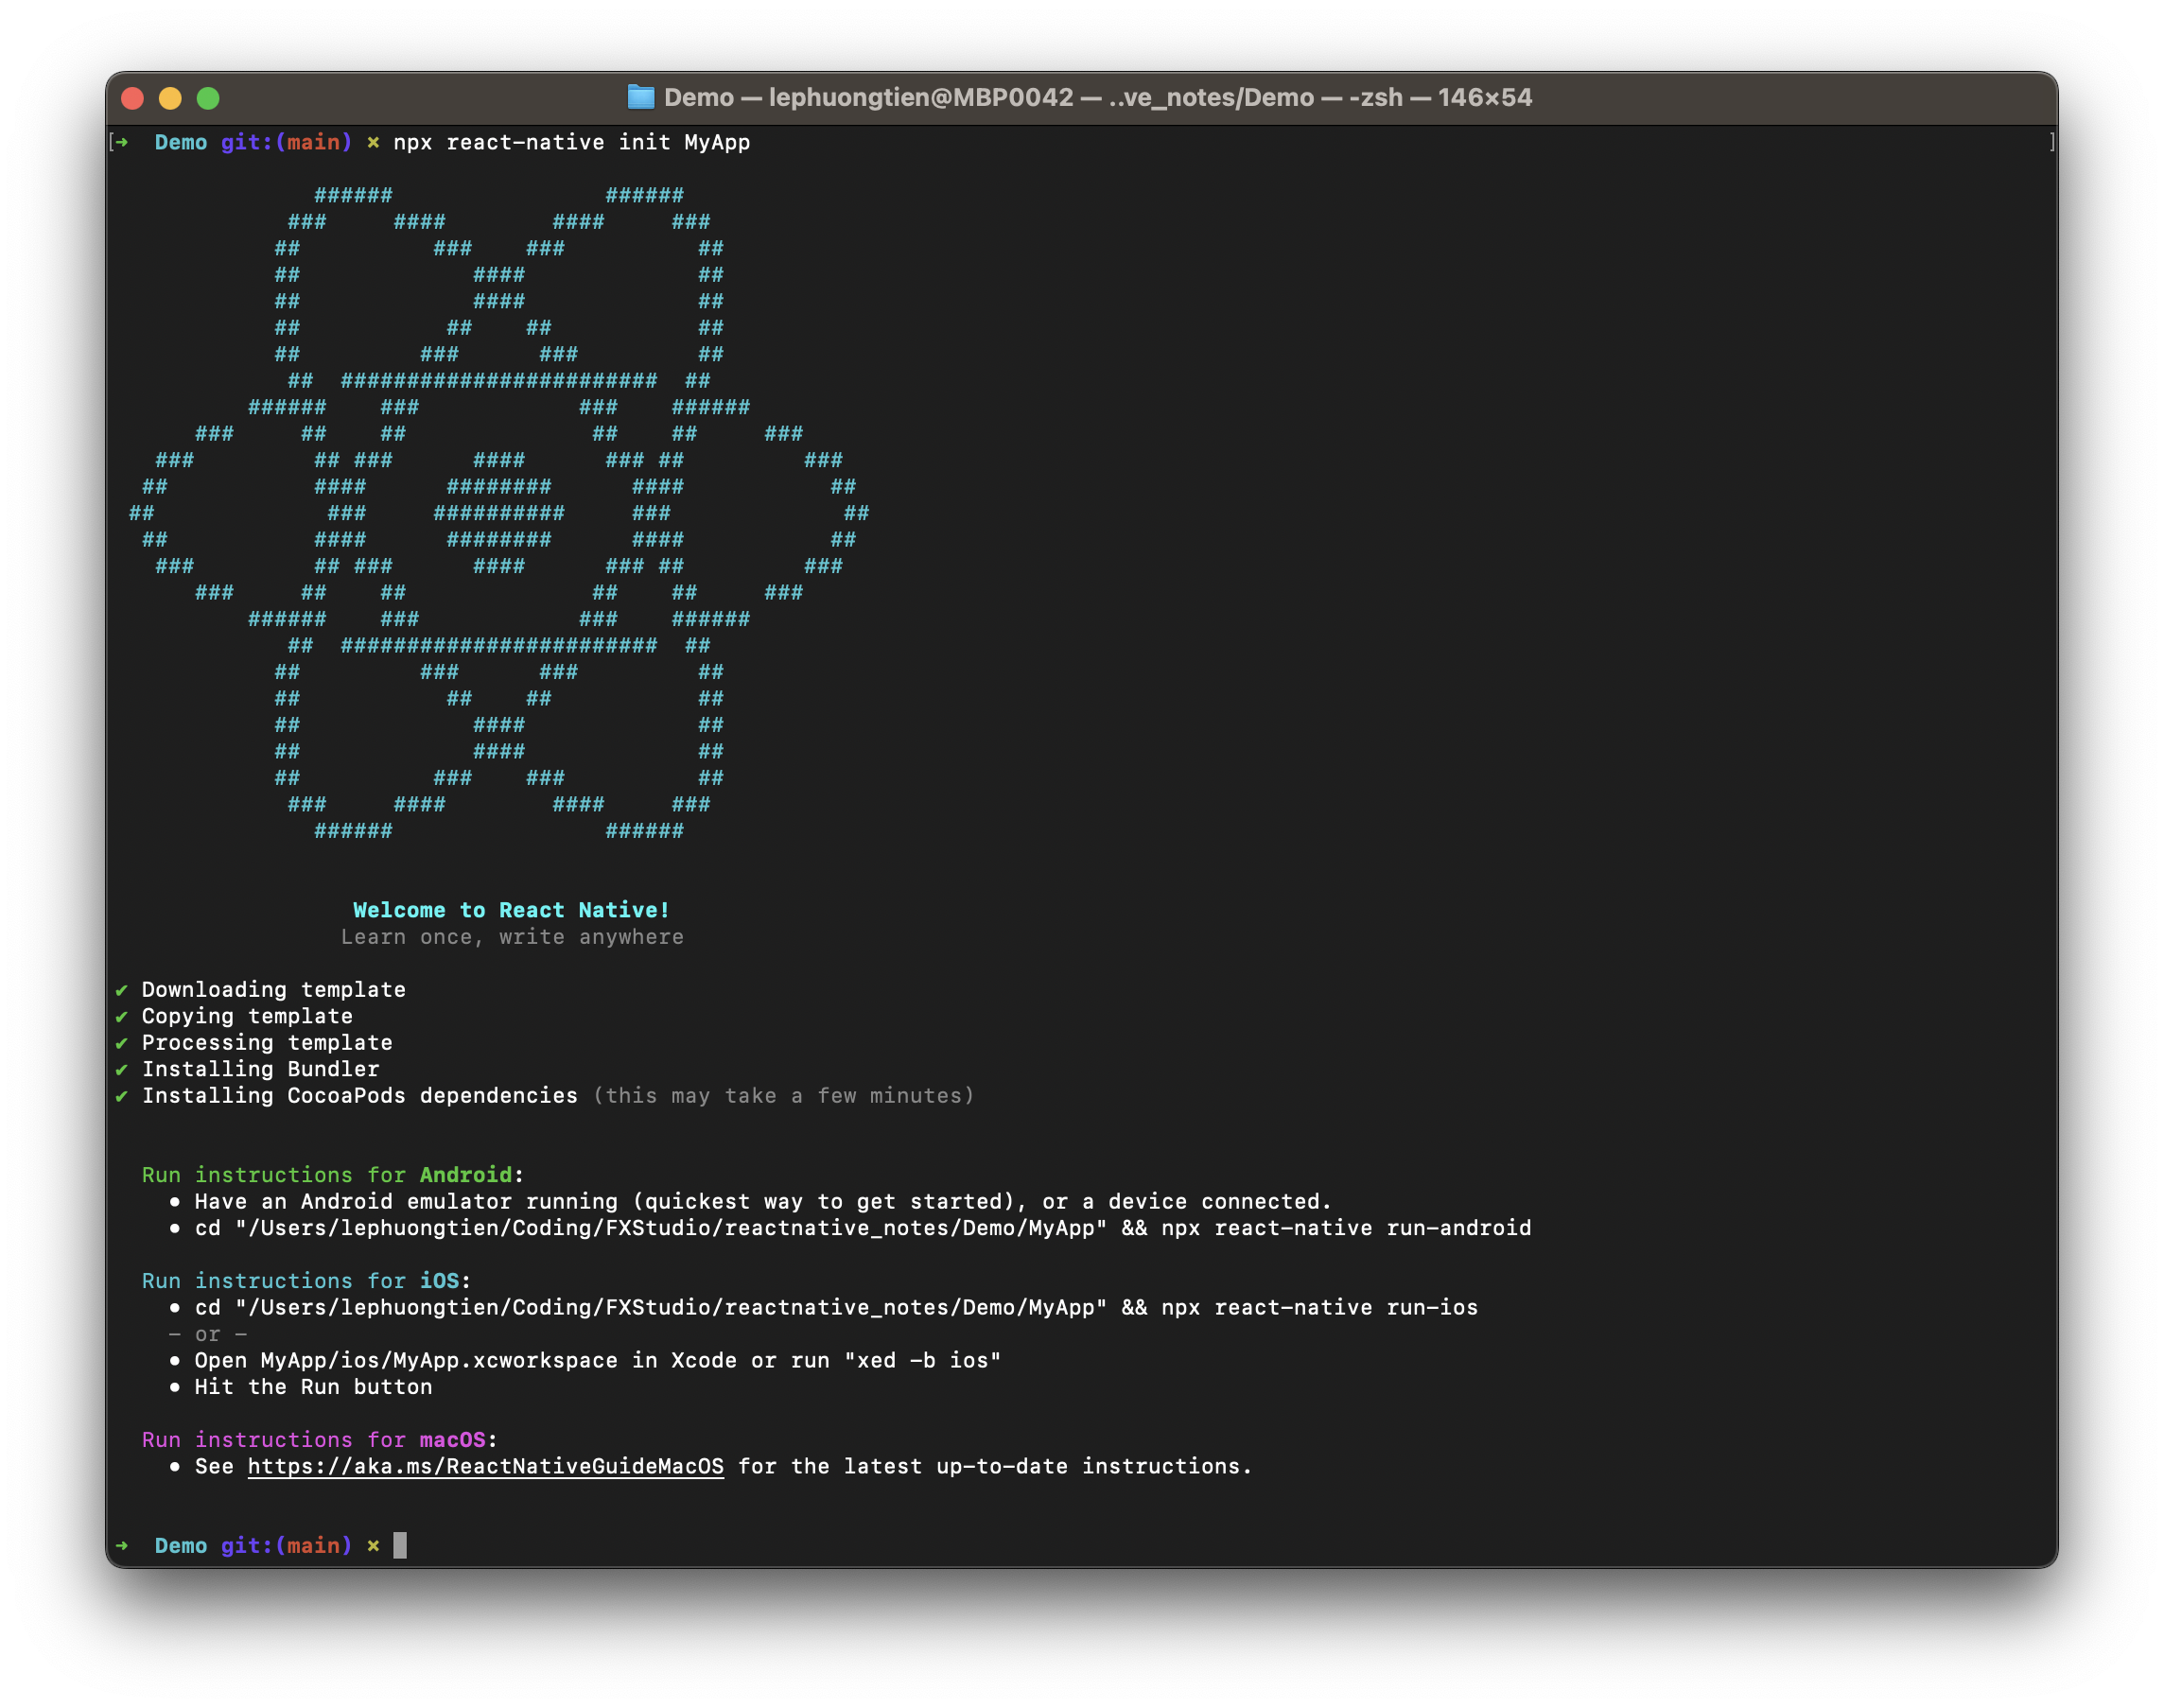 Demo — lephuongtien@MBP0042 — ..ve_notes/Demo — -zsh — 146×54
[➜  Demo git:(main) ✗ npx react-native init MyApp ]
               ######                ######
             ###     ####        ####     ###
            ##          ###    ###          ##
            ##             ####             ##
            ##             ####             ##
            ##           ##    ##           ##
            ##         ###      ###         ##
             ##  ########################  ##
          ######    ###            ###    ######
      ###     ##    ##              ##    ##     ###
   ###         ## ###      ####      ### ##         ###
  ##           ####      ########     ####           ##
 ##             ###     ##########     ###             ##
  ##           ####      ########     ####           ##
   ###         ## ###      ####      ### ##         ###
      ###     ##    ##              ##    ##     ###
          ######    ###            ###    ######
             ##  ########################  ##
            ##         ###      ###         ##
            ##           ##    ##           ##
            ##             ####             ##
            ##             ####             ##
            ##          ###    ###          ##
             ###     ####        ####     ###
               ######                ######
Welcome to React Native!
Learn once, write anywhere
✔ Downloading template
✔ Copying template
✔ Processing template
✔ Installing Bundler
✔ Installing CocoaPods dependencies (this may take a few minutes)
Run instructions for Android:
• Have an Android emulator running (quickest way to get started), or a device connected.
• cd "/Users/lephuongtien/Coding/FXStudio/reactnative_notes/Demo/MyApp" && npx react-native run-android
Run instructions for iOS:
• cd "/Users/lephuongtien/Coding/FXStudio/reactnative_notes/Demo/MyApp" && npx react-native run-ios
- or -
• Open MyApp/ios/MyApp.xcworkspace in Xcode or run "xed -b ios"
• Hit the Run button
Run instructions for macOS:
• See https://aka.ms/ReactNativeGuideMacOS for the latest up-to-date instructions.
➜  Demo git:(main) ✗